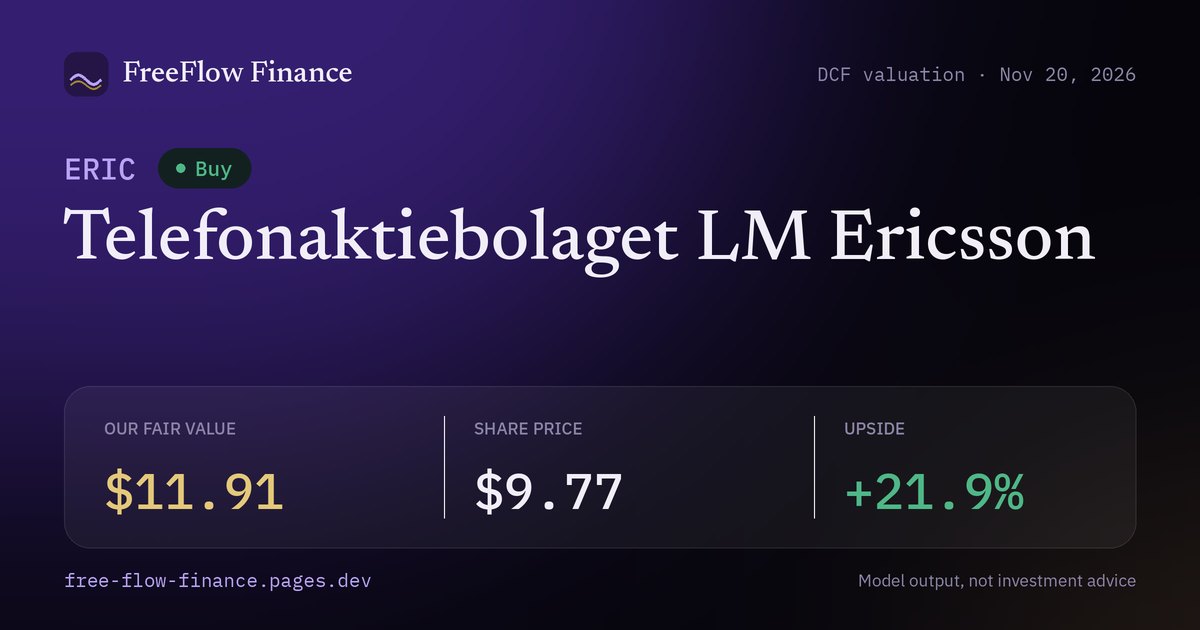 FreeFlow Finance
DCF valuation · Nov 20, 2026
ERIC
Buy
Telefonaktiebolaget LM Ericsson
OUR FAIR VALUE
$11.91
SHARE PRICE
$9.77
UPSIDE
+21.9%
free-flow-finance.pages.dev
Model output, not investment advice